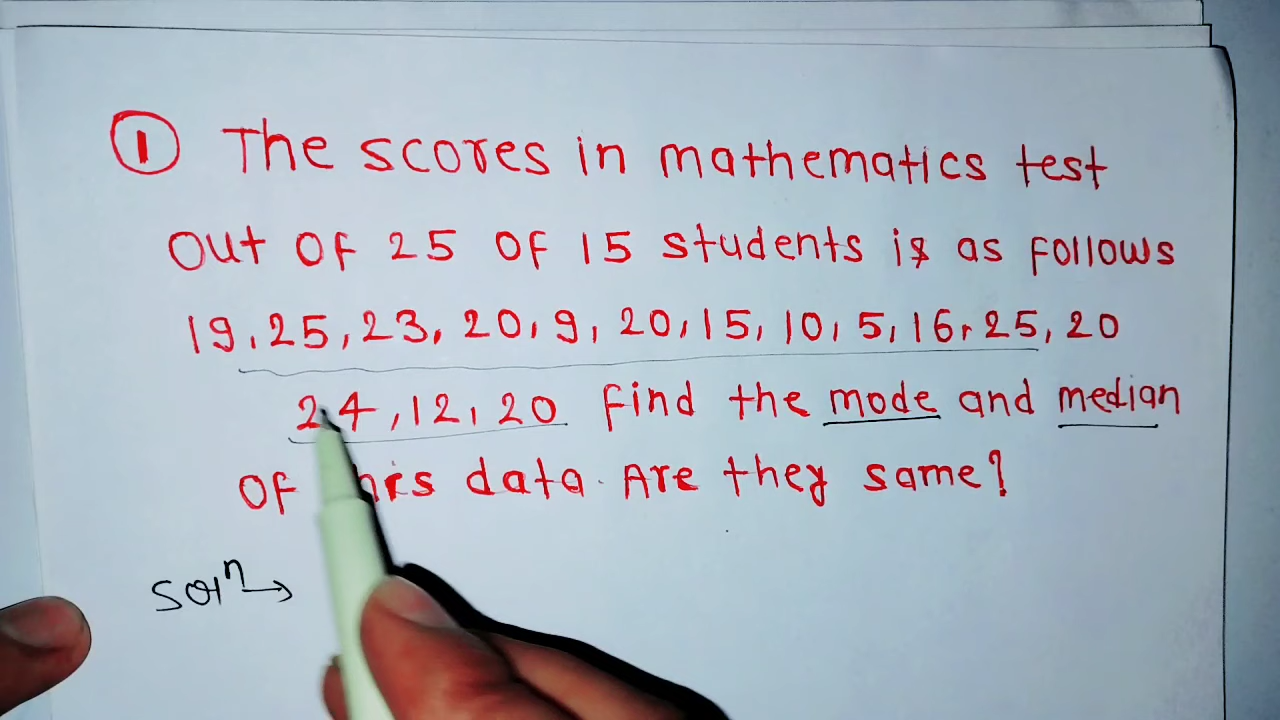 1 The scores in mathematics test
out of 25 of 15 students is as follows
19, 25, 23, 20, 9, 20, 15, 10, 5, 16, 25, 20
24, 12, 20 Find the mode and median
of data. Are they same?
Solⁿ→